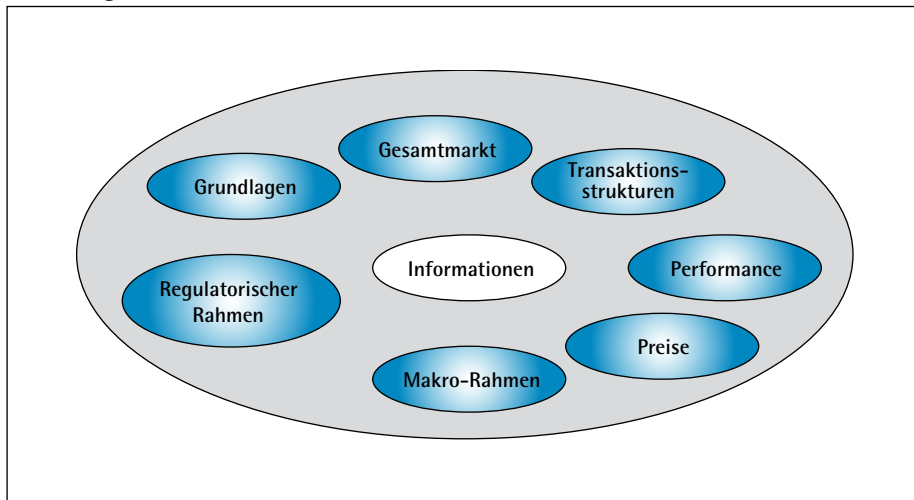 Gesamtmarkt
Grundlagen
Transaktions-
strukturen
Informationen
Performance
Regulatorischer
Rahmen
Preise
Makro-Rahmen